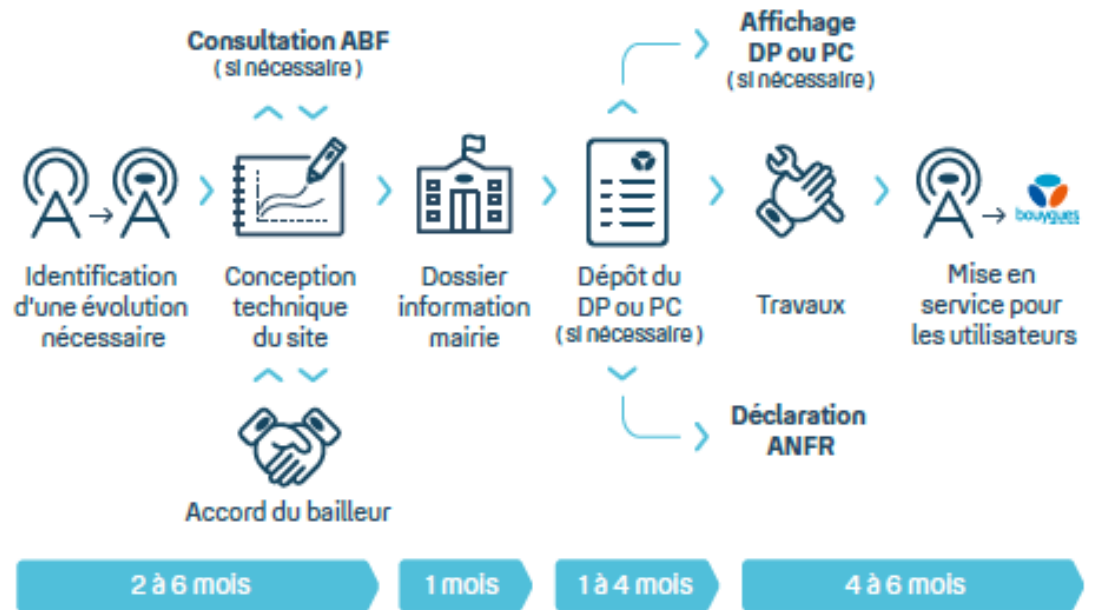 Consultation ABF
( si nécessaire )
Affichage
DP ou PC
( si nécessaire )
bouygues
Identification
d'une évolution
nécessaire
Conception
technique
du site
Dossier
information
mairie
Dépôt du
DP ou PC
( si nécessaire )
Travaux
Mise en
service pour
les utilisateurs
Accord du bailleur
Déclaration
ANFR
2 à 6 mois
1 mois
1 à 4 mois
4 à 6 mois